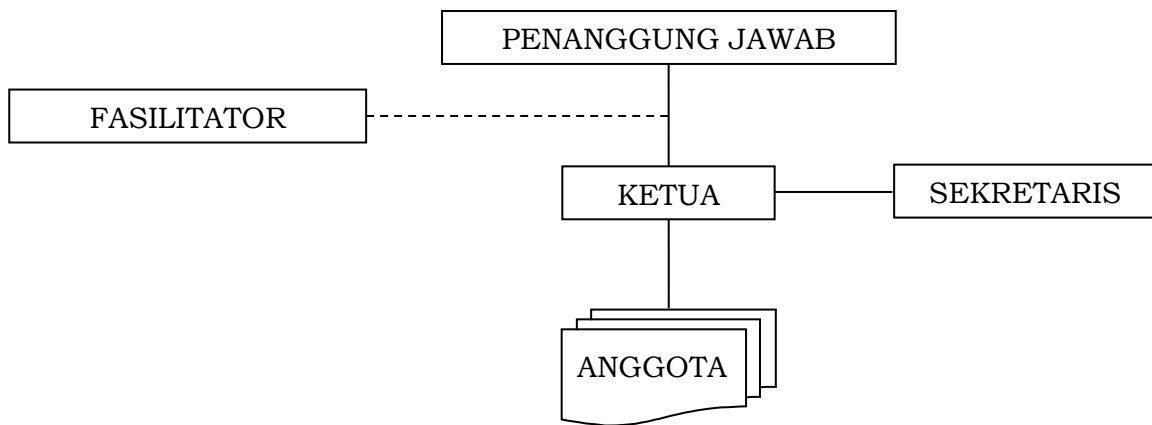 PENANGGUNG JAWAB
FASILITATOR
KETUA
SEKRETARIS
ANGGOTA